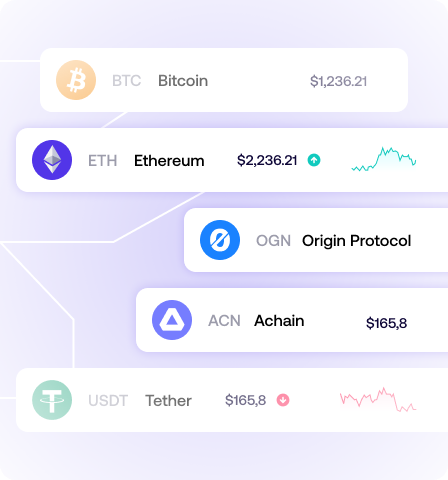 BTC Bitcoin $1,236.21
ETH Ethereum $2,236.21
OGN Origin Protocol
ACN Achain $165,8
USDT Tether $165,8